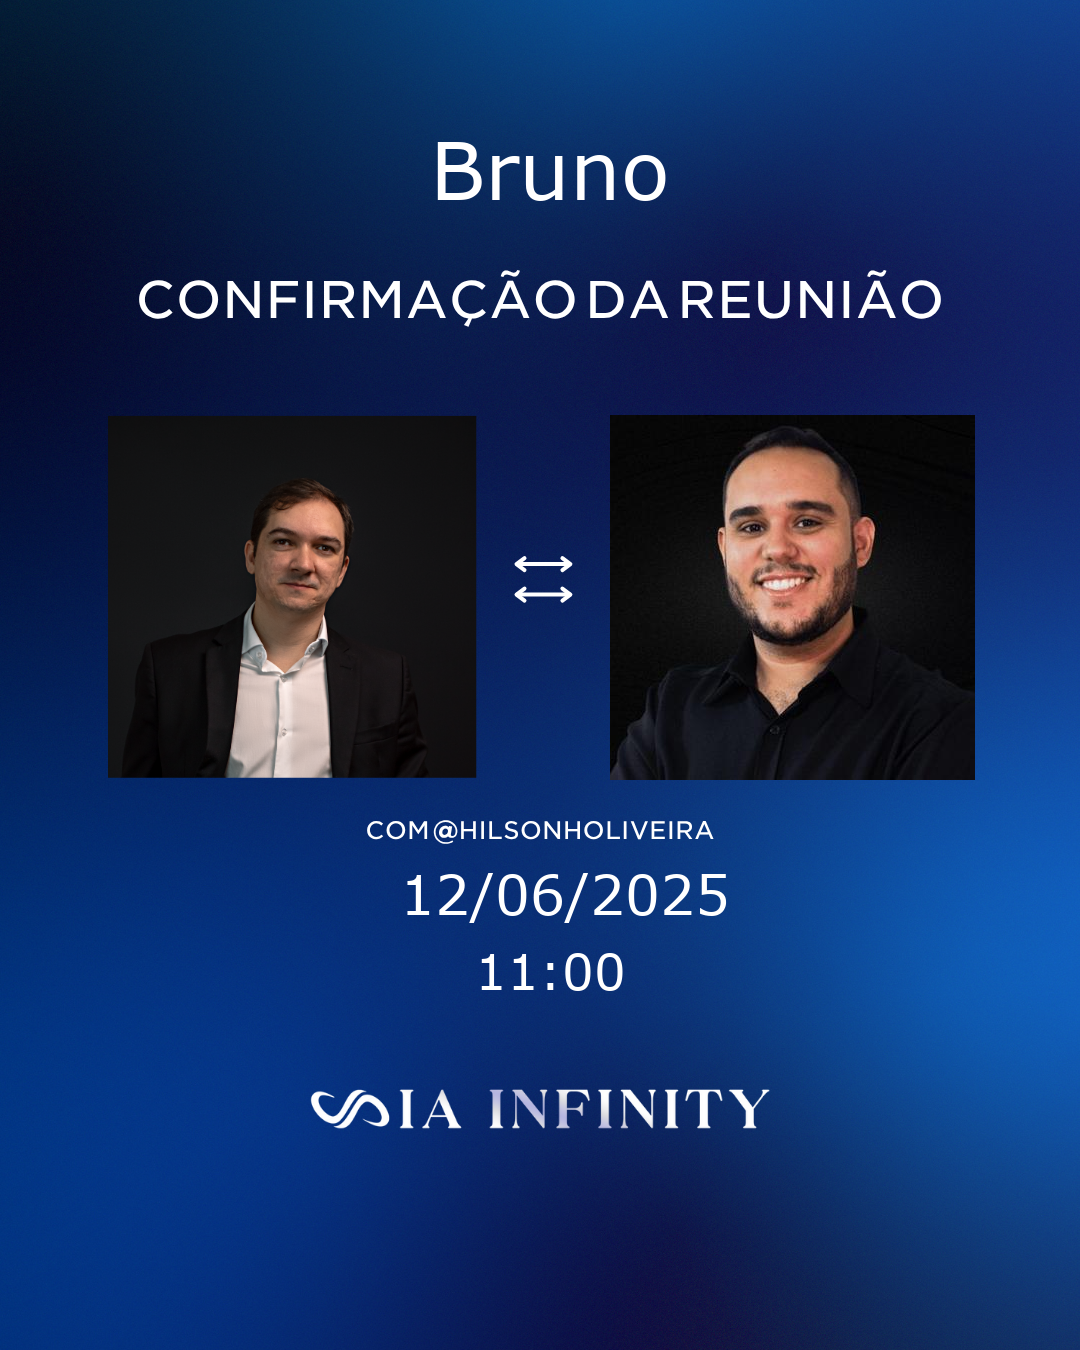 Bruno
CONFIRMAÇÃO DA REUNIÃO
COM @HILSONHOLIVEIRA
12/06/2025
11:00
IA INFINITY